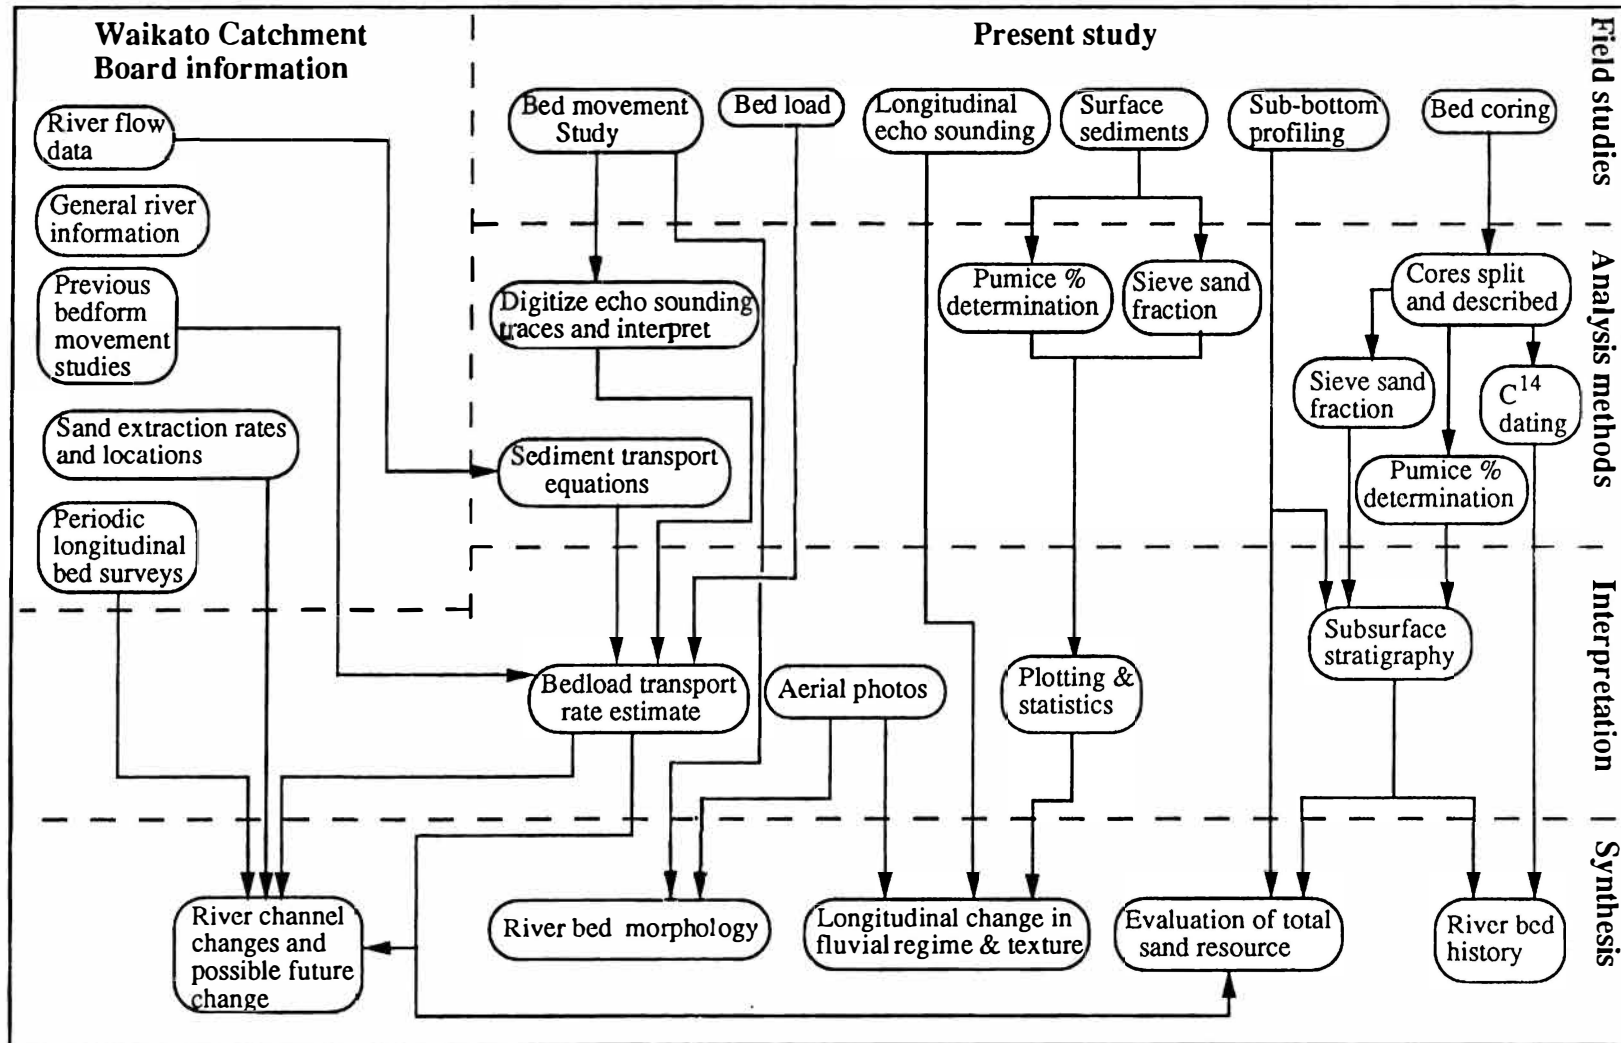 Waikato Catchment
Board information
Present study
Field studies
River flow
data
General river
information
Previous
bedform
movement
studies
Sand extraction rates
and locations
Periodic
longitudinal
bed surveys
Bed movement
Study
Bed load
Longitudinal
echo sounding
Surface
sediments
Sub-bottom
profiling
Bed coring
Analysis methods
Digitize echo sounding
traces and interpret
Pumice %
determination
Sieve sand
fraction
Cores split
and described
Sieve sand
fraction
C14
dating
Sediment transport
equations
Pumice %
determination
Interpretation
Bedload transport
rate estimate
Aerial photos
Plotting &
statistics
Subsurface
stratigraphy
Synthesis
River channel
changes and
possible future
change
River bed morphology
Longitudinal change in
fluvial regime & texture
Evaluation of total
sand resource
River bed
history